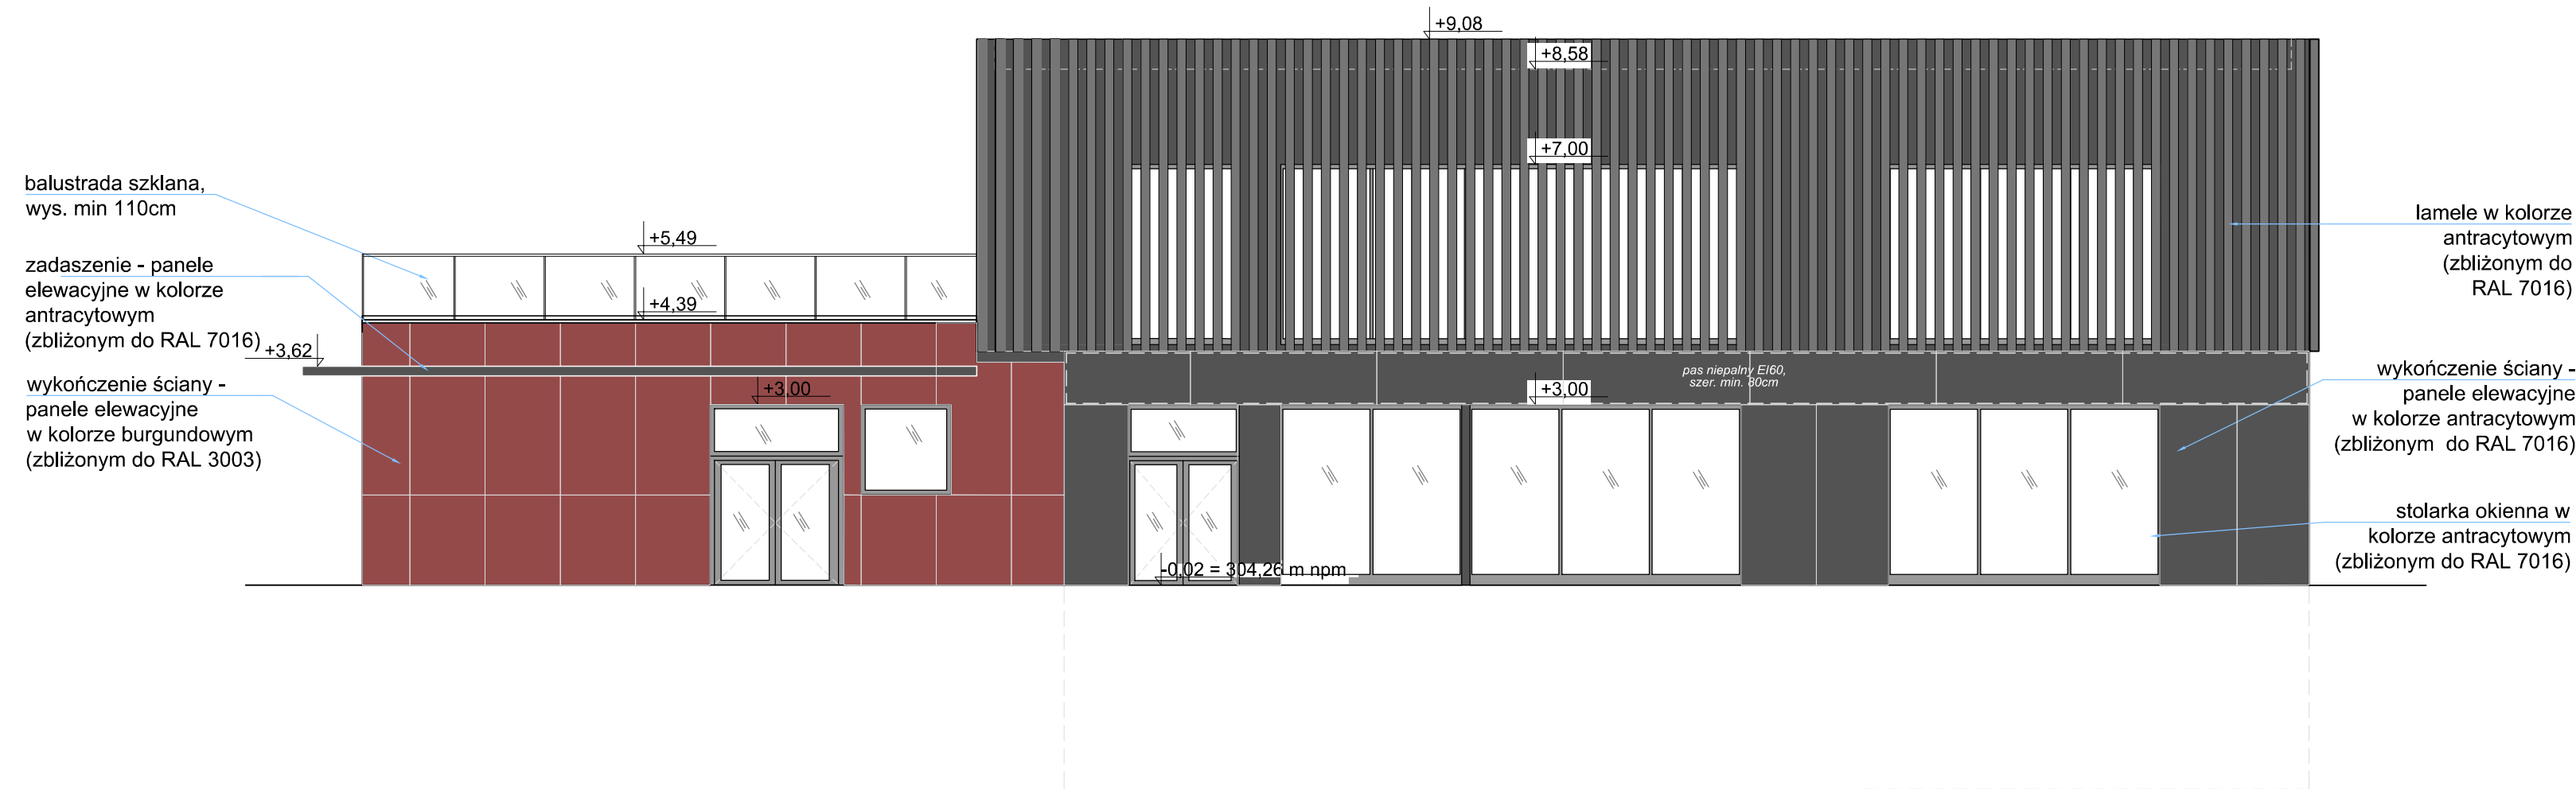 +9,08
+8,58
+7,00
balustrada szklana,
wys. min 110cm
+5,49
zadaszenie - panele
elewacyjne w kolorze
antracytowym
(zbliżonym do RAL 7016)
+4,39
+3,62
wykończenie ściany -
panele elewacyjne
w kolorze burgundowym
(zbliżonym do RAL 3003)
+3,00
+3,00
pas niepalny EI60,
szer. min. 80cm
-0,02 = 304,26 m npm
lamele w kolorze
antracytowym
(zbliżonym do
RAL 7016)
wykończenie ściany -
panele elewacyjne
w kolorze antracytowym
(zbliżonym do RAL 7016)
stolarka okienna w
kolorze antracytowym
(zbliżonym do RAL 7016)